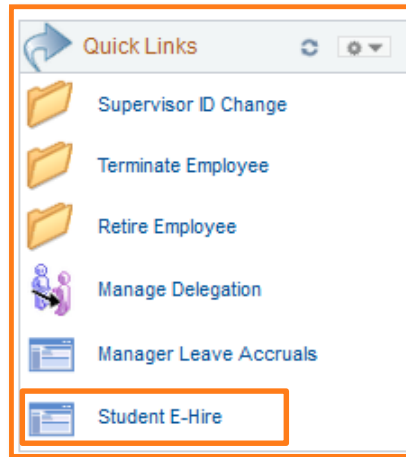 Quick Links
Supervisor ID Change
Terminate Employee
Retire Employee
Manage Delegation
Manager Leave Accruals
Student E-Hire